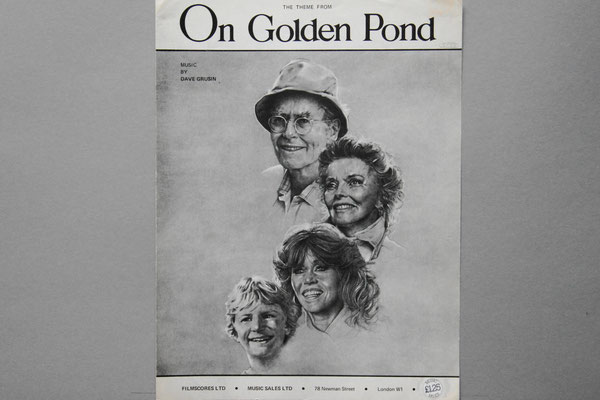 THE THEME FROM
On Golden Pond
MUSIC
BY
DAVE GRUSIN
FILMSCORES LTD • MUSIC SALES LTD • 78 Newman Street • London W1 •
£1.25